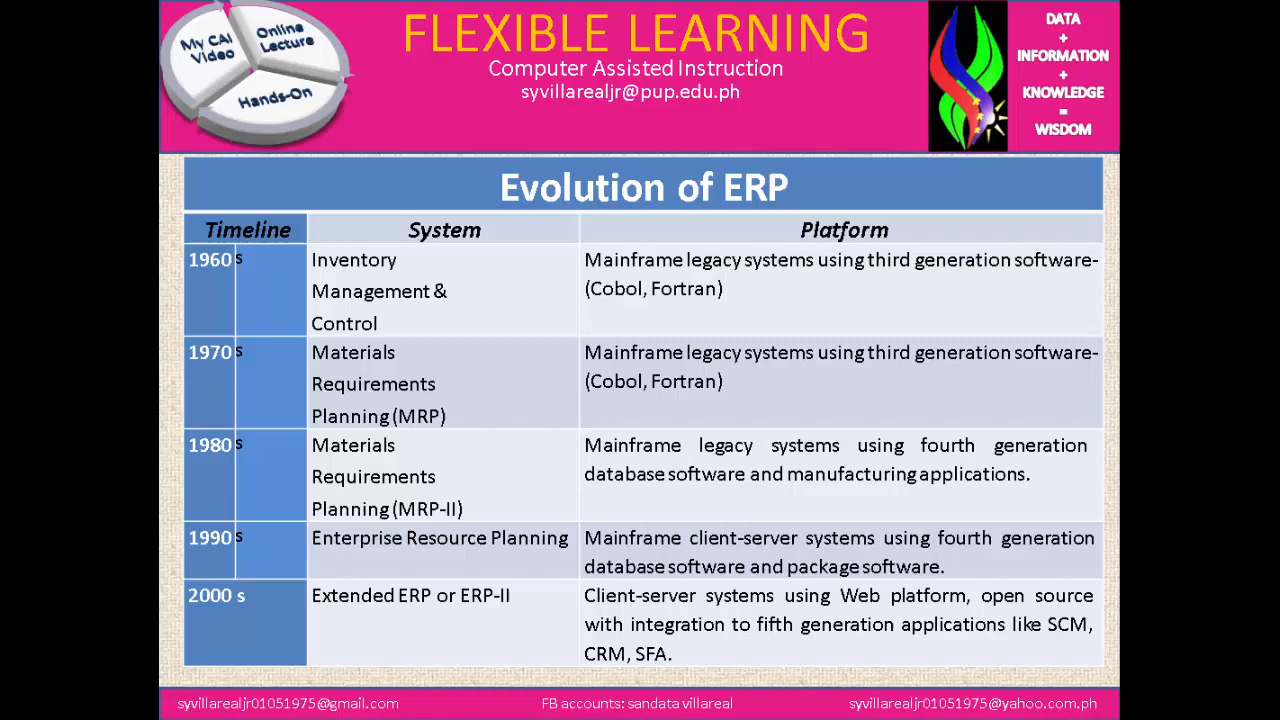 My CAI
Video
Online
Lecture
Hands-On
FLEXIBLE LEARNING
Computer Assisted Instruction
syvillarealjr@pup.edu.ph
DATA
+
INFORMATION
+
KNOWLEDGE
=
WISDOM
Evolution of ERP
Timeline System Platform
1960s Inventory Mainframe legacy systems using third generation software-
Management & (Cobol, Fortran)
Control
1970s Materials Mainframe legacy systems using third generation software-
Requirements (Cobol, Fortran)
Planning (MRP)
1980s Materials Mainframe legacy systems using fourth generation
Requirements database software and manufacturing applications.
Planning (MRP-II)
1990s Enterprise Resource Planning Mainframe client-server systems using fourth generation
database software and package software.
2000 s Extended ERP or ERP-II Client-server systems using Web platform, open source
with integration to fifth generation applications like SCM,
CRM, SFA.
syvillarealjr01051975@gmail.com FB accounts: sandata villareal syvillarealjr01051975@yahoo.com.ph